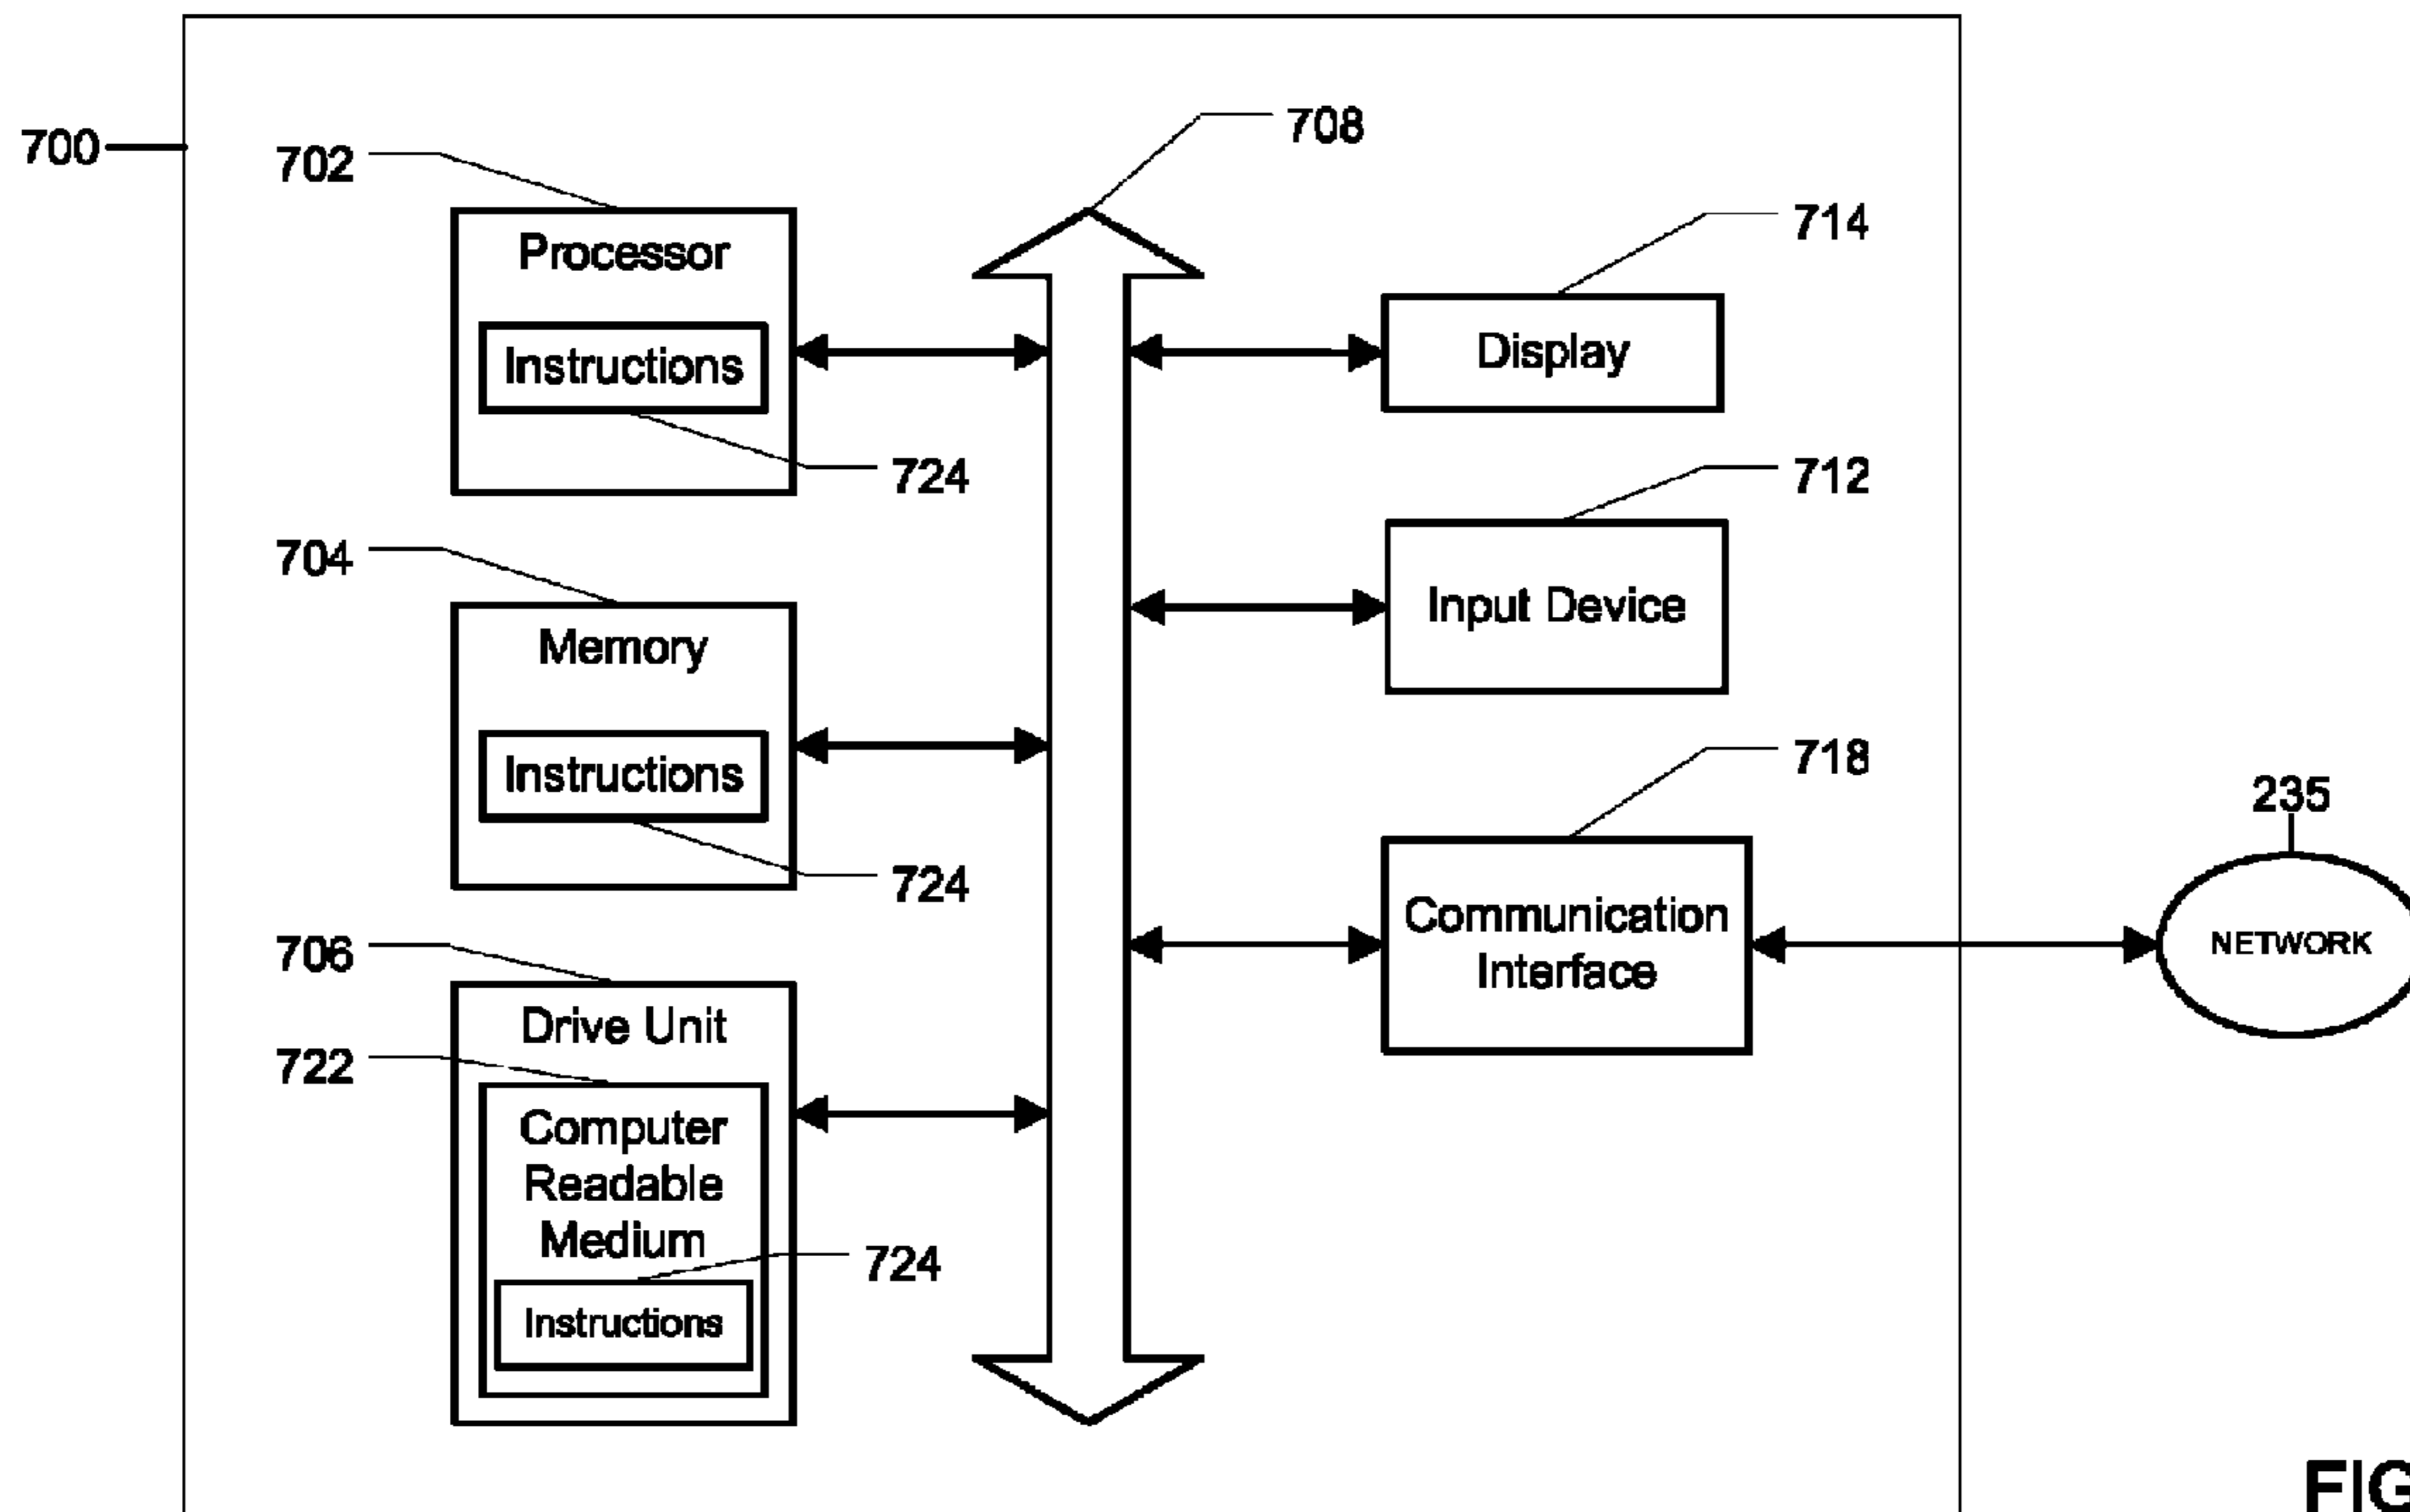 700
702
708
714
Processor
Instructions
Display
724
712
704
Memory
Input Device
Instructions
718
724
235
Communication
Interface
NETWORK
706
Drive Unit
722
Computer
Readable
Medium
724
Instructions
FIG